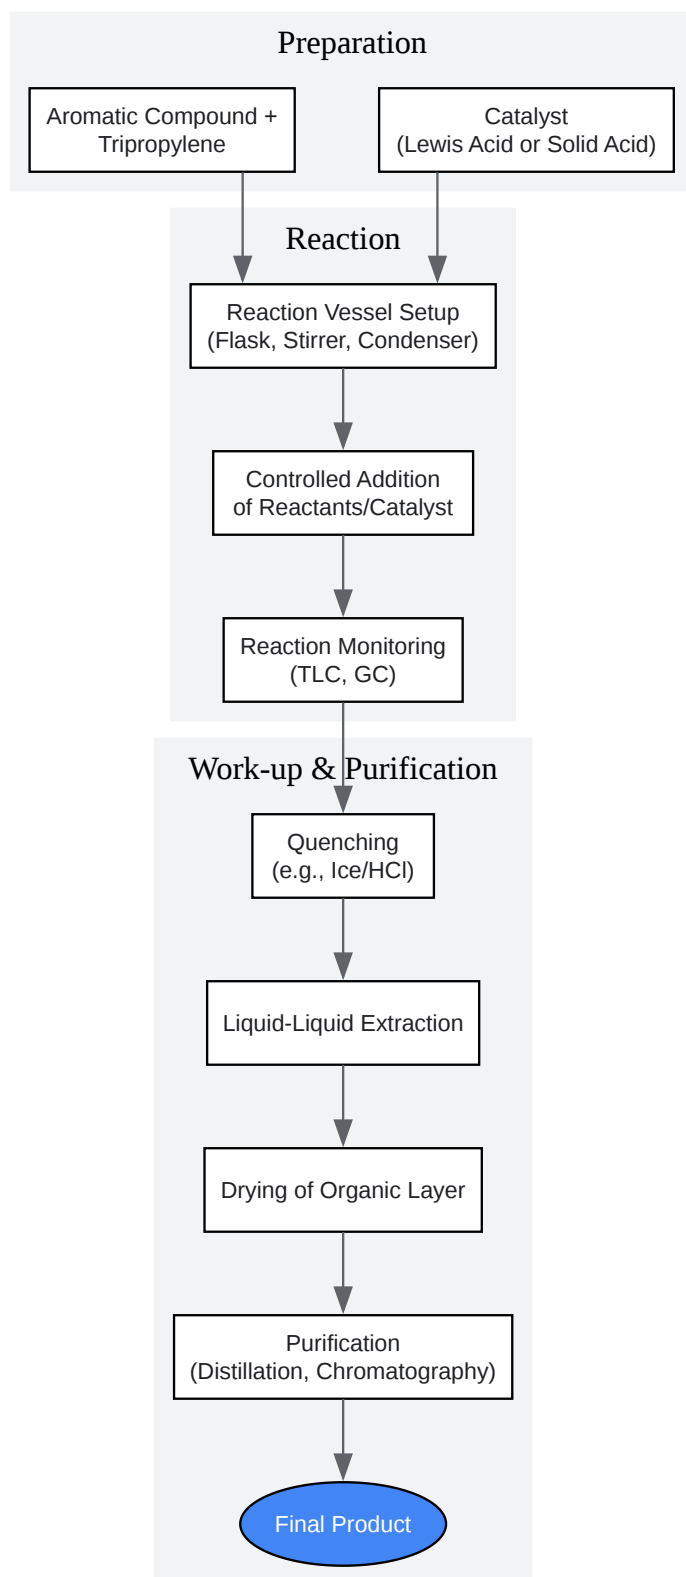 Preparation
Aromatic Compound +
Tripropylene
Catalyst
(Lewis Acid or Solid Acid)
Reaction
Reaction Vessel Setup
(Flask, Stirrer, Condenser)
Controlled Addition
of Reactants/Catalyst
Reaction Monitoring
(TLC, GC)
Work-up & Purification
Quenching
(e.g., Ice/HCl)
Liquid-Liquid Extraction
Drying of Organic Layer
Purification
(Distillation, Chromatography)
Final Product